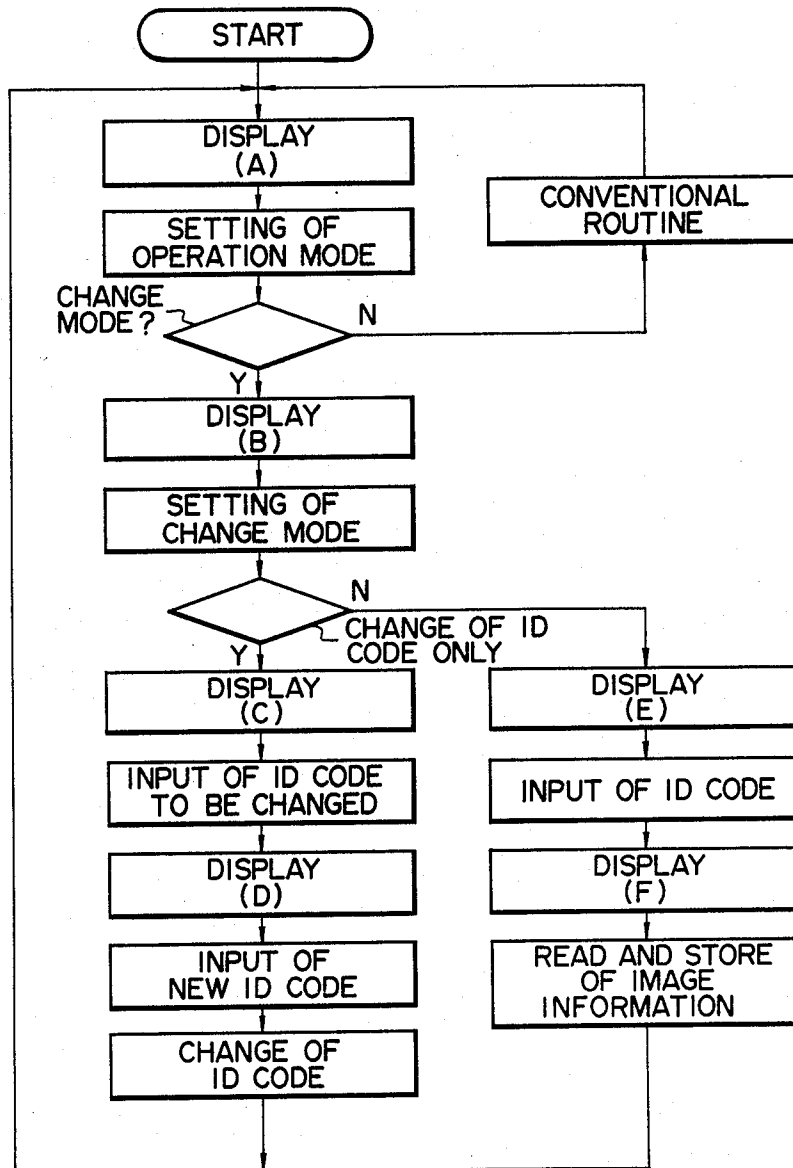 START
DISPLAY
(A)
CONVENTIONAL
ROUTINE
SETTING OF
OPERATION MODE
CHANGE
MODE?
N
Y
DISPLAY
(B)
SETTING OF
CHANGE MODE
N
CHANGE OF ID
CODE ONLY
Y
DISPLAY
(C)
DISPLAY
(E)
INPUT OF ID CODE
TO BE CHANGED
INPUT OF ID CODE
DISPLAY
(D)
DISPLAY
(F)
INPUT OF
NEW ID CODE
READ AND STORE
OF IMAGE
INFORMATION
CHANGE OF
ID CODE